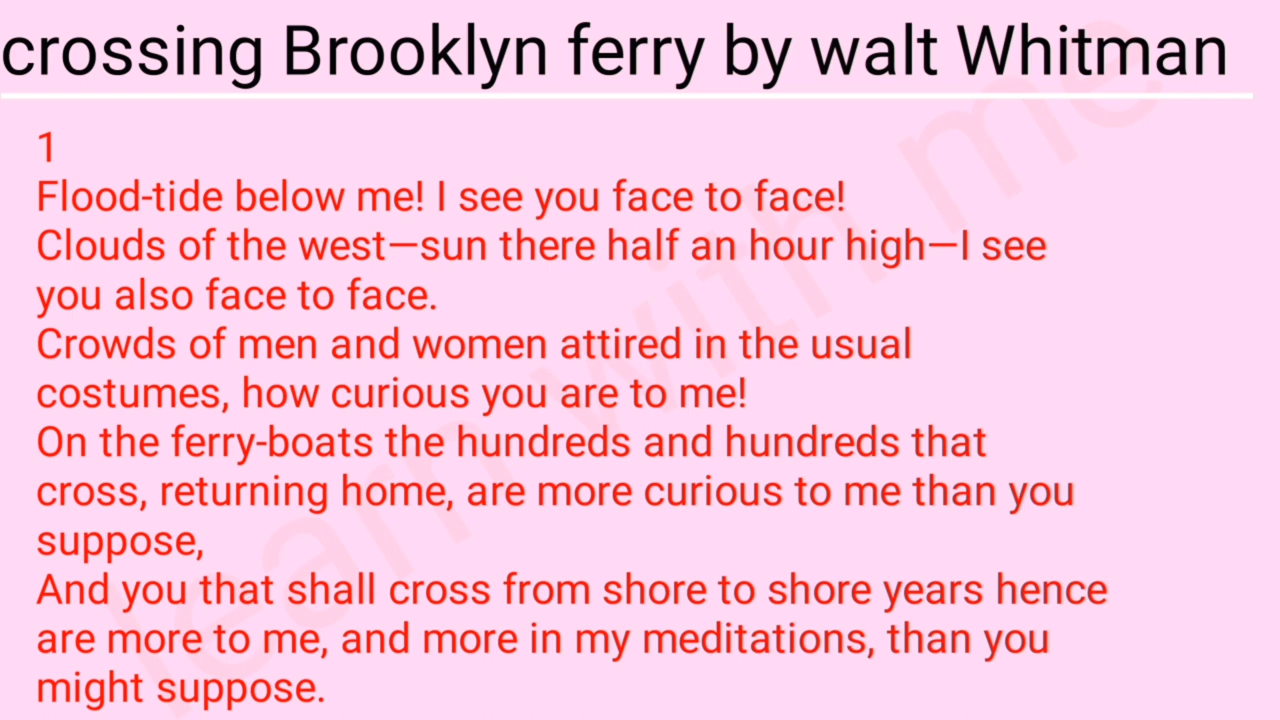 crossing Brooklyn ferry by walt Whitman
1
Flood-tide below me! I see you face to face!
Clouds of the west—sun there half an hour high—I see
you also face to face.
Crowds of men and women attired in the usual
costumes, how curious you are to me!
On the ferry-boats the hundreds and hundreds that
cross, returning home, are more curious to me than you
suppose,
And you that shall cross from shore to shore years hence
are more to me, and more in my meditations, than you
might suppose.
learn with me